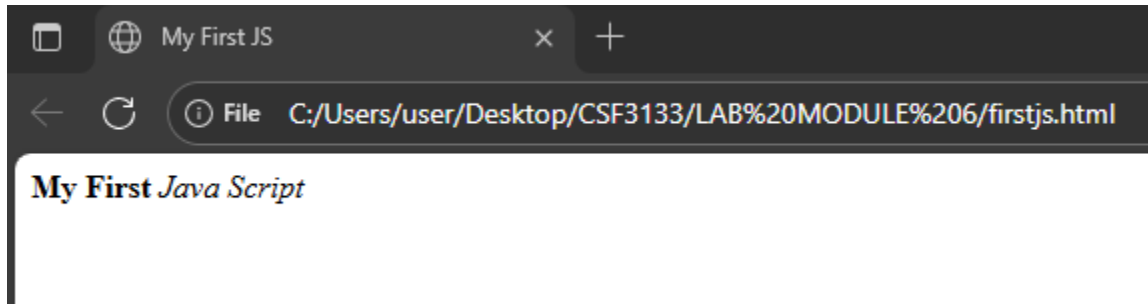 My First JS
File C:/Users/user/Desktop/CSF3133/LAB%20MODULE%206/firstjs.html
My First Java Script